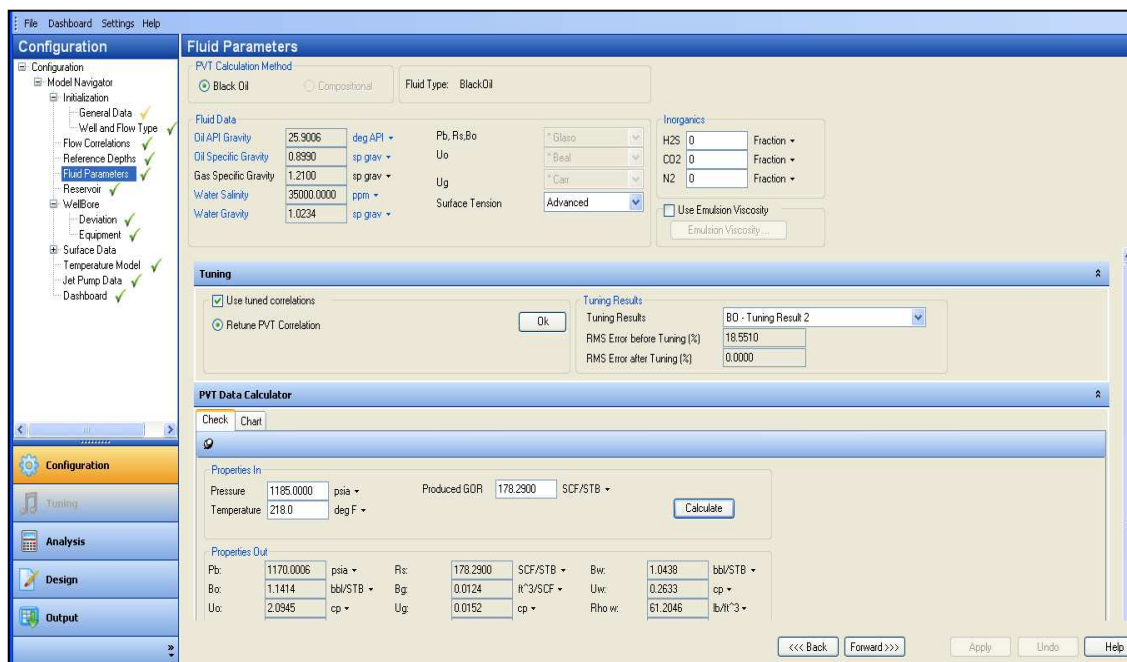 File Dashboard Settings Help
Configuration
Configuration
Model Navigator
Initialization
General Data
Well and Flow Type
Flow Correlations
Reference Depths
Fluid Parameters
Reservoir
WellBore
Deviation
Equipment
Surface Data
Temperature Model
Jet Pump Data
Dashboard
Configuration
Tuning
Analysis
Design
Output
Fluid Parameters
PVT Calculation Method
Black Oil Compositional
Fluid Type: BlackOil
Fluid Data
Oil API Gravity 25.9006 deg API
Oil Specific Gravity 0.8990 sp grav
Gas Specific Gravity 1.2100 sp grav
Water Salinity 35000.0000 ppm
Water Gravity 1.0234 sp grav
Pb, Rs,Bo * Glaso
Uo * Beal
Ug * Carr
Surface Tension Advanced
Inorganics
H2S 0 Fraction
CO2 0 Fraction
N2 0 Fraction
Use Emulsion Viscosity
Emulsion Viscosity...
Tuning
Use tuned correlations
Retune PVT Correlation
Ok
Tuning Results
Tuning Results BO - Tuning Result 2
RMS Error before Tuning (%) 18.5510
RMS Error after Tuning (%) 0.0000
PVT Data Calculator
Check Chart
Properties In
Pressure 1185.0000 psia Produced GOR 178.2900 SCF/STB
Temperature 218.0 deg F
Calculate
Properties Out
Pb: 1170.0006 psia Rs: 178.2900 SCF/STB Bw: 1.0438 bbl/STB
Bo: 1.1414 bbl/STB Bg: 0.0124 ft^3/SCF Uw: 0.2633 cp
Uo: 2.0945 cp Ug: 0.0152 cp Rho w: 61.2046 lb/ft^3
<<< Back Forward >>> Apply Undo Help